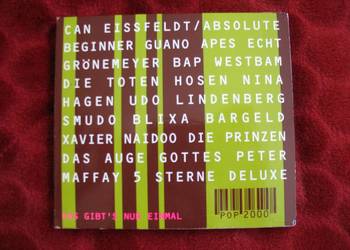 CAN EISSFELDT/ABSOLUTE
BEGINNER GUANO APES ECHT
GRÖNEMEYER BAP WESTBAM
DIE TOTEN HOSEN NINA
HAGEN UDO LINDENBERG
SMUDO BLIXA BARGELD
XAVIER NAIDOO DIE PRINZEN
DAS AUGE GOTTES PETER
MAFFAY 5 STERNE DELUXE
DAS GIBT'S NUR EINMAL
POP 2000